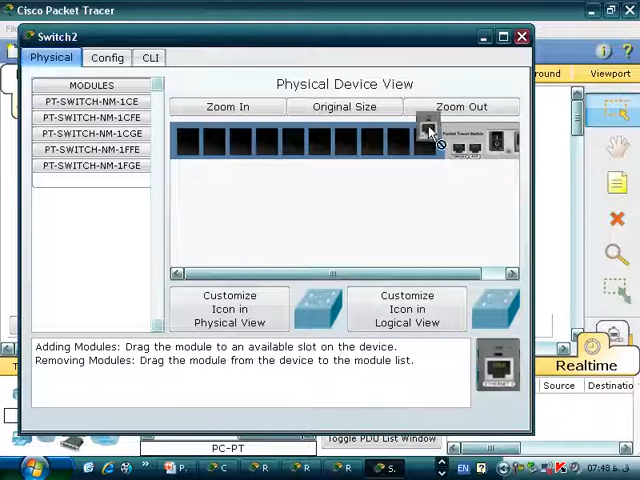 Cisco Packet Tracer
Switch2
Physical
Config
CLI
MODULES
PT-SWITCH-NM-1CE
PT-SWITCH-NM-1CFE
PT-SWITCH-NM-1CGE
PT-SWITCH-NM-1FFE
PT-SWITCH-NM-1FGE
Physical Device View
Zoom In
Original Size
Zoom Out
Packet Tracer Switch
Customize
Icon in
Physical View
Customize
Icon in
Logical View
Adding Modules: Drag the module to an available slot on the device.
Removing Modules: Drag the module from the device to the module list.
ound
Viewport
Realtime
Source
Destinatio
PC-PT
Toggle PDU List Window
P.
C
R
R
R
S.
EN
07:48